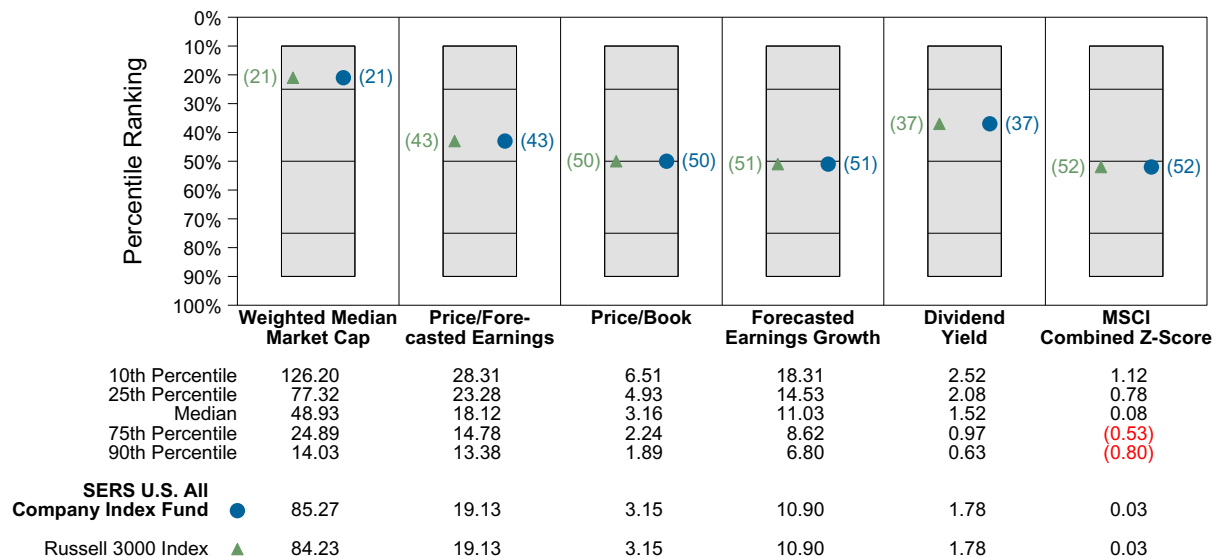 0%
10%
20%
30%
40%
50%
60%
70%
80%
90%
100%
Percentile Ranking
(21) (21)
(43) (43)
(50) (50)
(51) (51)
(37) (37)
(52) (52)
Weighted Median Market Cap
Price/Fore-casted Earnings
Price/Book
Forecasted Earnings Growth
Dividend Yield
MSCI Combined Z-Score
10th Percentile 126.20 28.31 6.51 18.31 2.52 1.12
25th Percentile 77.32 23.28 4.93 14.53 2.08 0.78
Median 48.93 18.12 3.16 11.03 1.52 0.08
75th Percentile 24.89 14.78 2.24 8.62 0.97 (0.53)
90th Percentile 14.03 13.38 1.89 6.80 0.63 (0.80)
SERS U.S. All
Company Index Fund 85.27 19.13 3.15 10.90 1.78 0.03
Russell 3000 Index 84.23 19.13 3.15 10.90 1.78 0.03